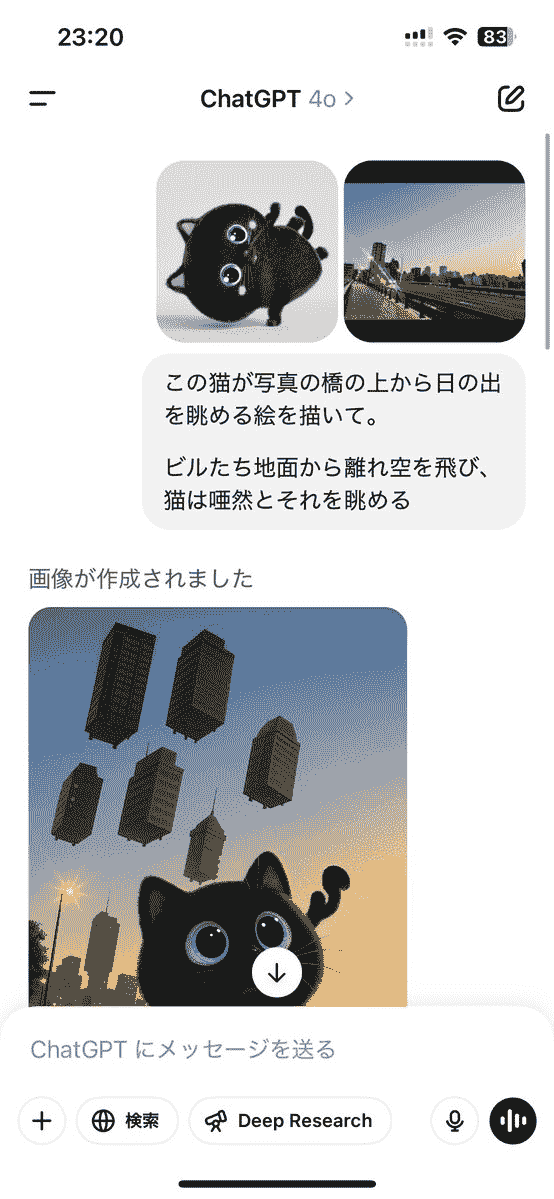 23:20
83
ChatGPT 4o
この猫が写真の橋の上から日の出
を眺める絵を描いて。
ビルたち地面から離れ空を飛び、
猫は唖然とそれを眺める
画像が作成されました
ChatGPT にメッセージを送る
検索
Deep Research